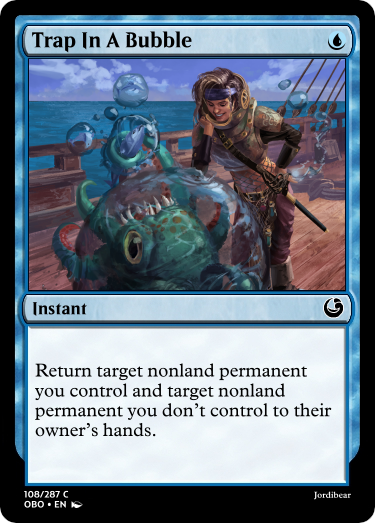 Trap In A Bubble
Instant
Return target nonland permanent
you control and target nonland
permanent you don't control to their
owner's hands.
108/287 C
OBO • EN
Jordibear